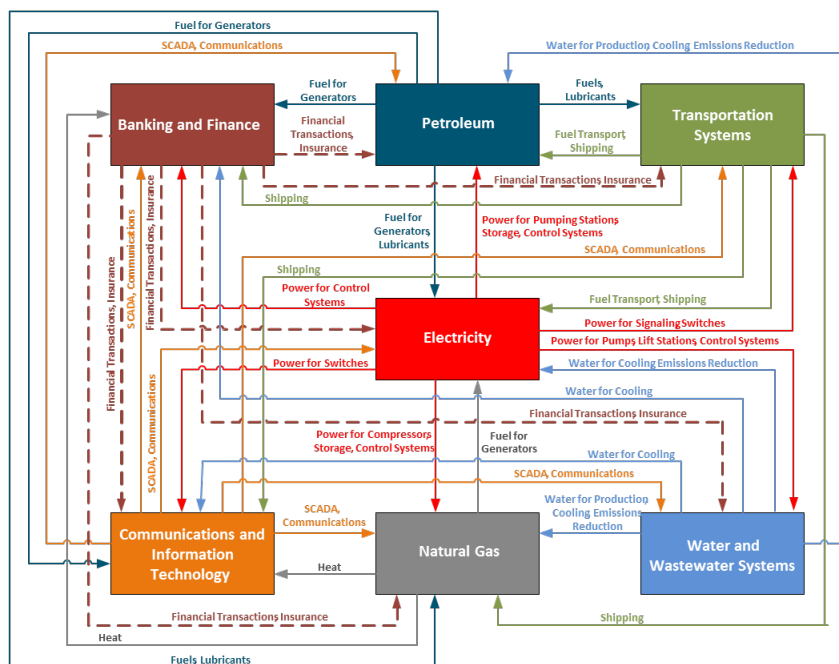 Fuel for Generators
SCADA, Communications
Water for Production, Cooling Emissions Reduction
Fuel for
Generators
Fuels,
Lubricants
Banking and Finance
Petroleum
Transportation
Systems
Financial
Transactions,
Insurance
Fuel Transport,
Shipping
Financial Transactions, Insurance
Shipping
Fuel for
Generators,
Lubricants
Power for Pumping Stations,
Storage, Control Systems
SCADA, Communications
Financial Transactions, Insurance
SCADA, Communications
Financial Transactions, Insurance
Shipping
Power for Control
Systems
Fuel Transport, Shipping
Electricity
Power for Signaling Switches
Power for Pumps, Lift Stations, Control Systems
Power for Switches
Water for Cooling Emissions Reduction
Water for Cooling
SCADA, Communications
Financial Transactions, Insurance
Power for Compressors,
Storage, Control Systems
Fuel for
Generators
Water for Cooling
SCADA, Communications
SCADA,
Communications
Water for Production,
Cooling Emissions
Reduction
Communications and
Information
Technology
Natural Gas
Water and
Wastewater Systems
Heat
Financial Transactions, Insurance
Shipping
Heat
Fuels, Lubricants